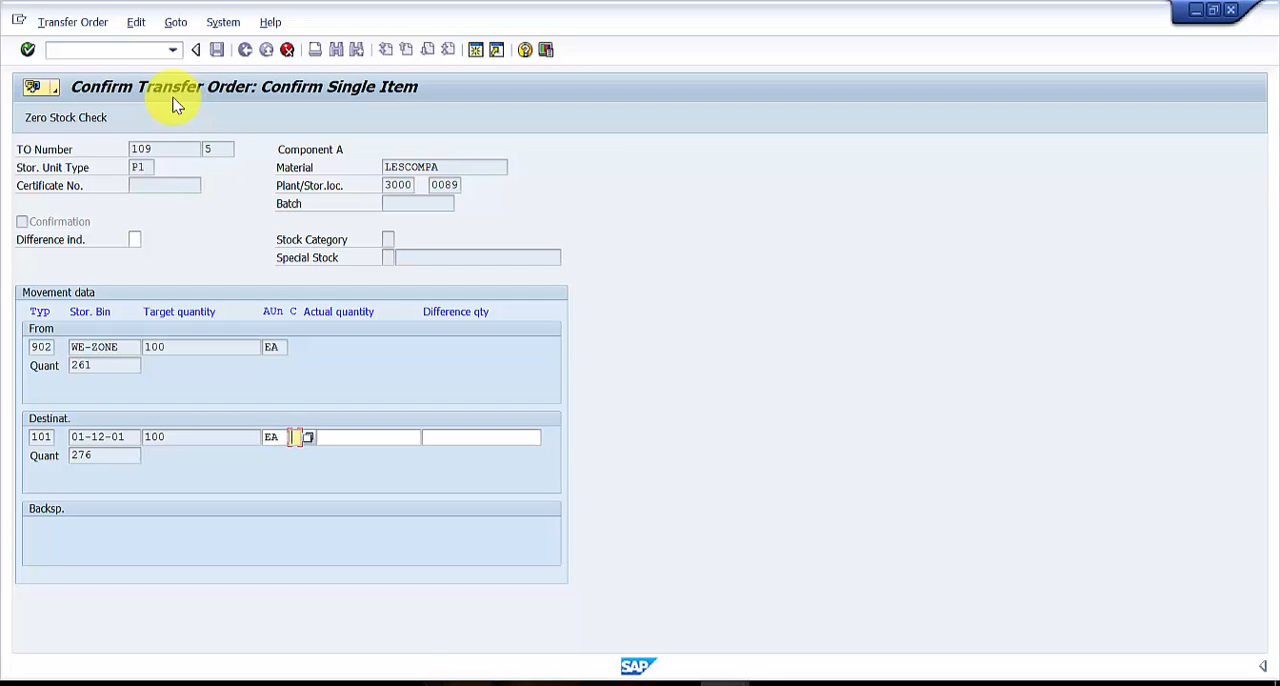 Transfer Order Edit Goto System Help
Confirm Transfer Order: Confirm Single Item
Zero Stock Check
TO Number 109 5 Component A
Stor. Unit Type P1 Material LESCOMPA
Certificate No. Plant/Stor.loc. 3000 0089
Batch
Confirmation
Difference ind. Stock Category
Special Stock
Movement data
Typ Stor. Bin Target quantity AUn C Actual quantity Difference qty
From
902 WE-ZONE 100 EA
Quant 261
Destinat.
101 01-12-01 100 EA
Quant 276
Backsp.
SAP